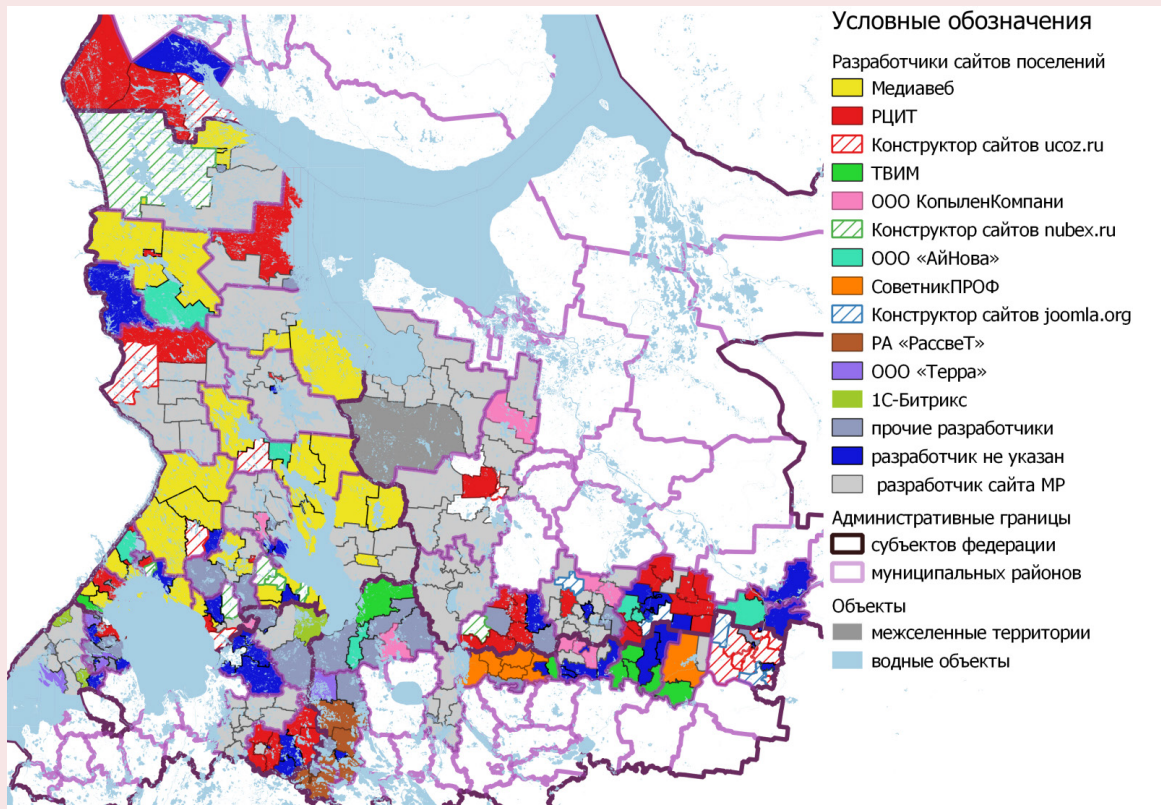 Условные обозначения
Разработчики сайтов поселений
Медиавеб
РЦИТ
Конструктор сайтов ucoz.ru
ТВИМ
ООО КопыленКомпани
Конструктор сайтов nubex.ru
ООО «АйНова»
СоветникПРОФ
Конструктор сайтов joomla.org
РА «РассвеТ»
ООО «Терра»
1С-Битрикс
прочие разработчики
разработчик не указан
разработчик сайта МР
Административные границы
субъектов федерации
муниципальных районов
Объекты
межселенные территории
водные объекты